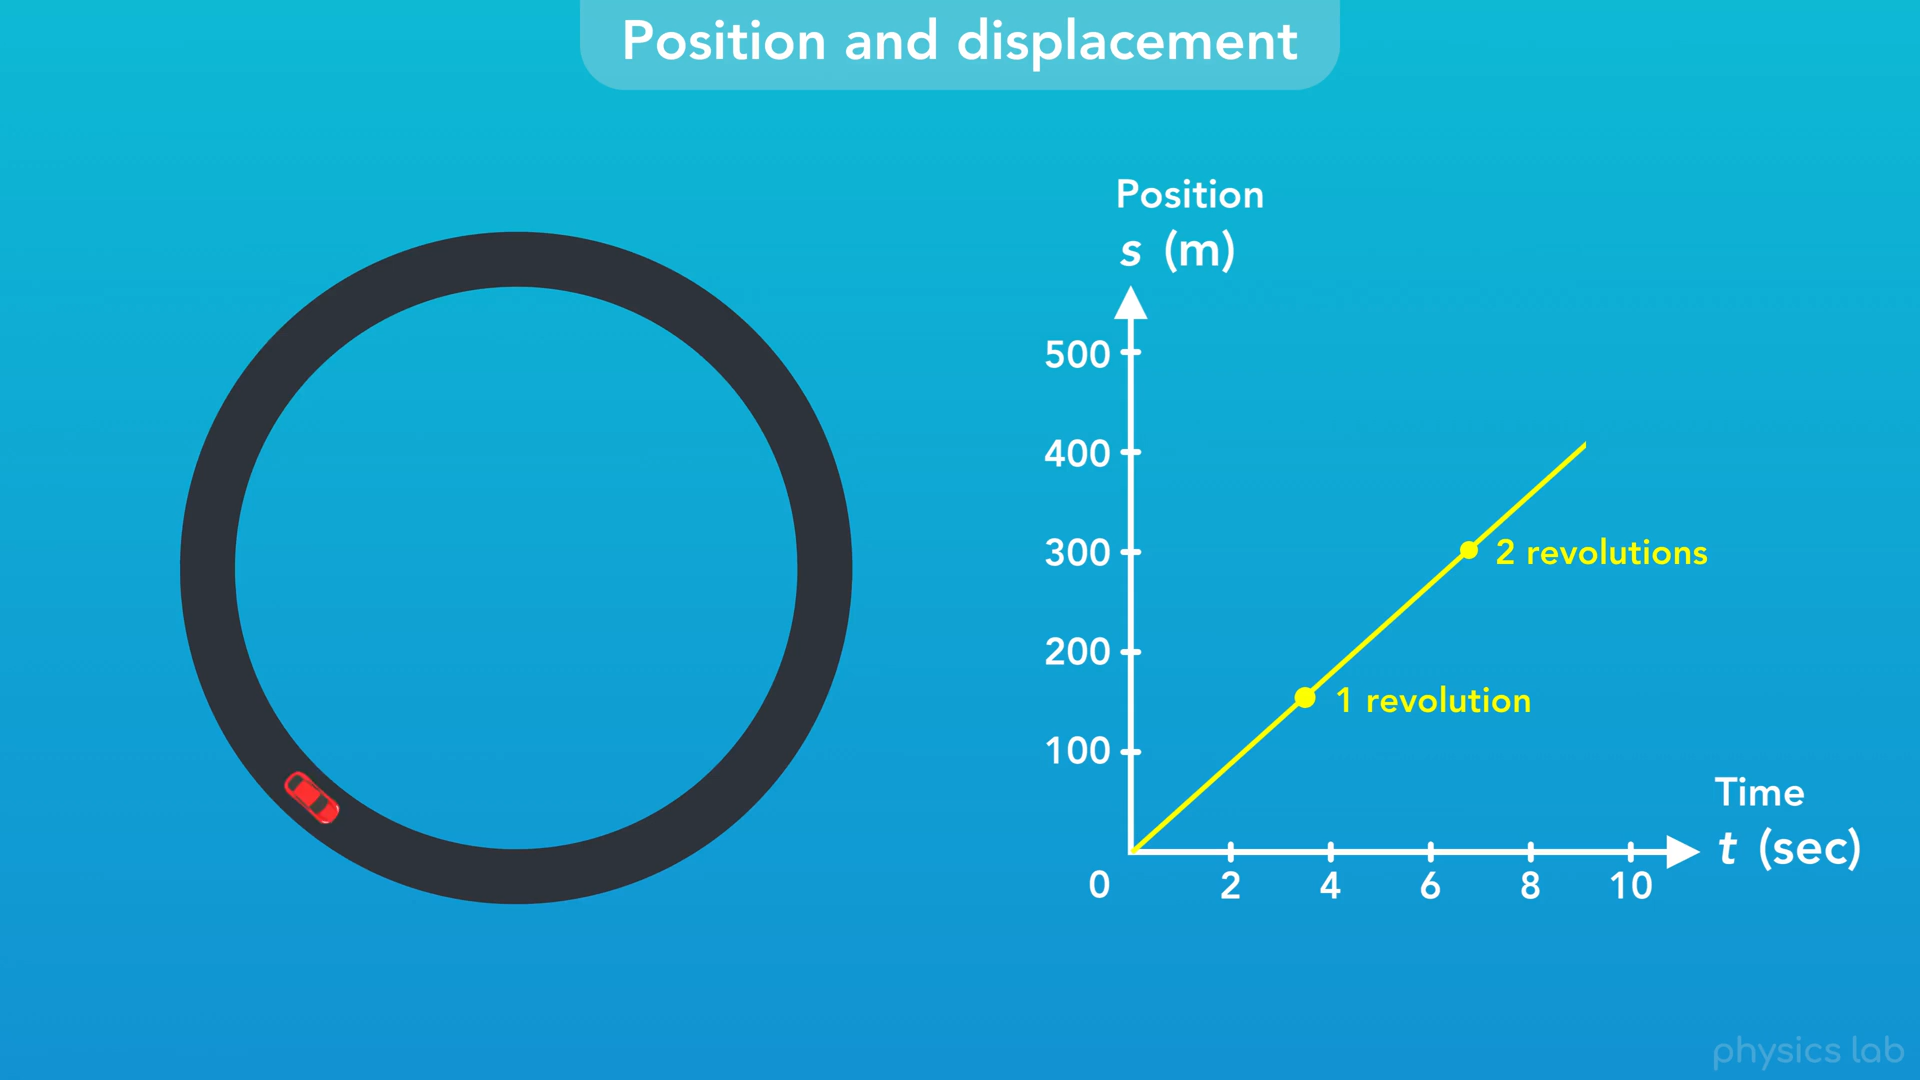 Position and displacement
Position
s (m)
500
400
300
200
100
0
2 revolutions
1 revolution
2 4 6 8 10
Time
t (sec)
physics lab